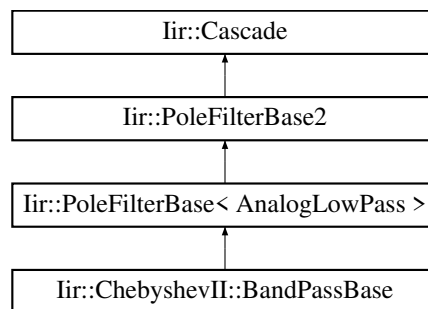 Iir::Cascade
Iir::PoleFilterBase2
Iir::PoleFilterBase< AnalogLowPass >
Iir::ChebyshevII::BandPassBase